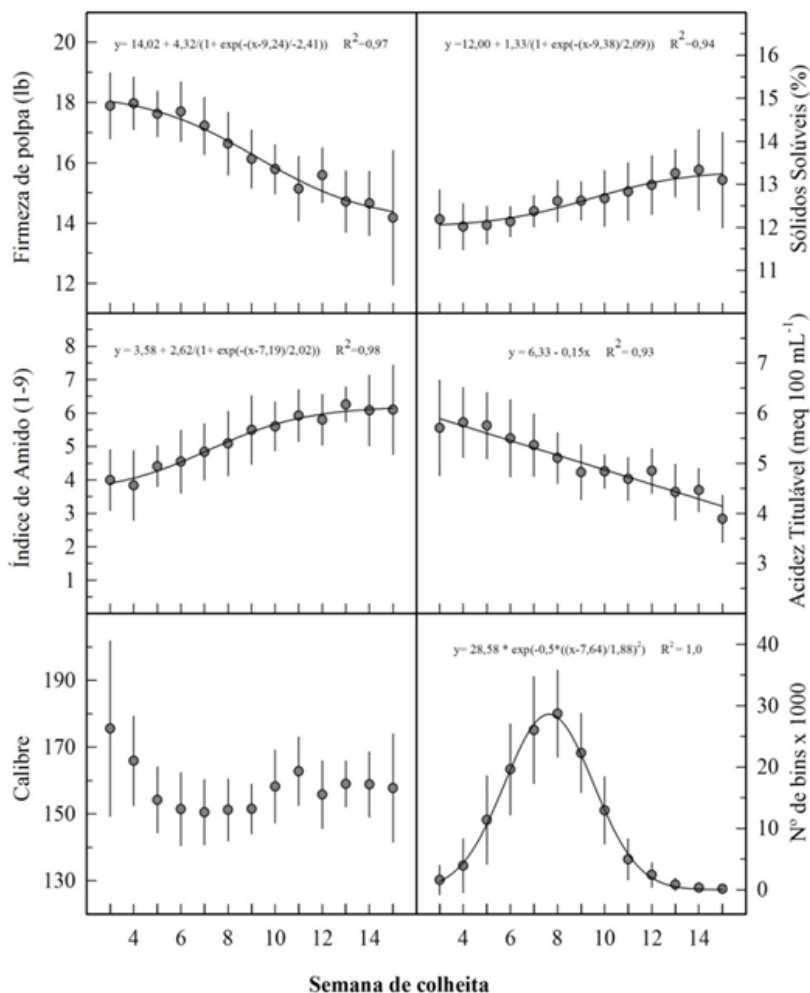 y= 14,02 + 4,32/(1+ exp(-(x-9,24)/-2,41)) R²=0,97
y =12,00 + 1,33/(1+ exp(-(x-9,38)/2,09)) R²=0,94
Firmeza de polpa (lb)
20
18
16
14
12
Sólidos Solúveis (%)
16
15
14
13
12
11
y = 3,58 + 2,62/(1+ exp(-(x-7,19)/2,02)) R²=0,98
y = 6,33 - 0,15x R²= 0,93
Índice de Amido (1-9)
8
7
6
5
4
3
2
1
Acidez Titulável (meq 100 mL⁻¹)
7
6
5
4
3
y= 28,58 * exp(-0,5*((x-7,64)/1,88)²) R²= 1,0
Calibre
190
170
150
130
Nº de bins x 1000
40
30
20
10
0
4 6 8 10 12 14
4 6 8 10 12 14
Semana de colheita